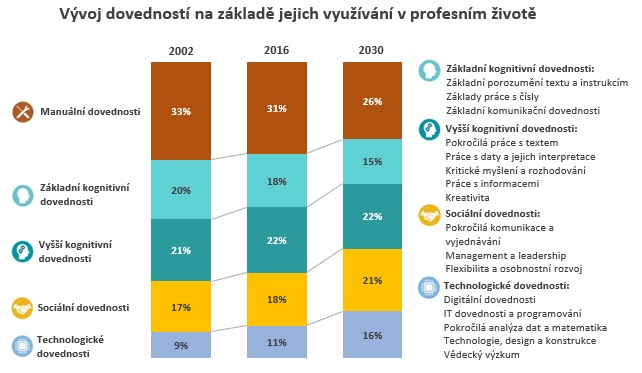 Vývoj dovedností na základě jejich využívání v profesním životě
2002 2016 2030
Manuální dovednosti
33% 31% 26%
Základní kognitivní
dovednosti
20% 18% 15%
Vyšší kognitivní
dovednosti
21% 22% 22%
Sociální dovednosti
17% 18% 21%
Technologické
dovednosti
9% 11% 16%
Základní kognitivní dovednosti:
Základní porozumění textu a instrukcím
Základy práce s čísly
Základní komunikační dovednosti
Vyšší kognitivní dovednosti:
Pokročilá práce s textem
Práce s daty a jejich interpretace
Kritické myšlení a rozhodování
Práce s informacemi
Kreativita
Sociální dovednosti:
Pokročilá komunikace a
vyjednávání
Management a leadership
Flexibilita a osobnostní rozvoj
Technologické dovednosti:
Digitální dovednosti
IT dovednosti a programování
Pokročilá analýza dat a matematika
Technologie, design a konstrukce
Vědecký výzkum